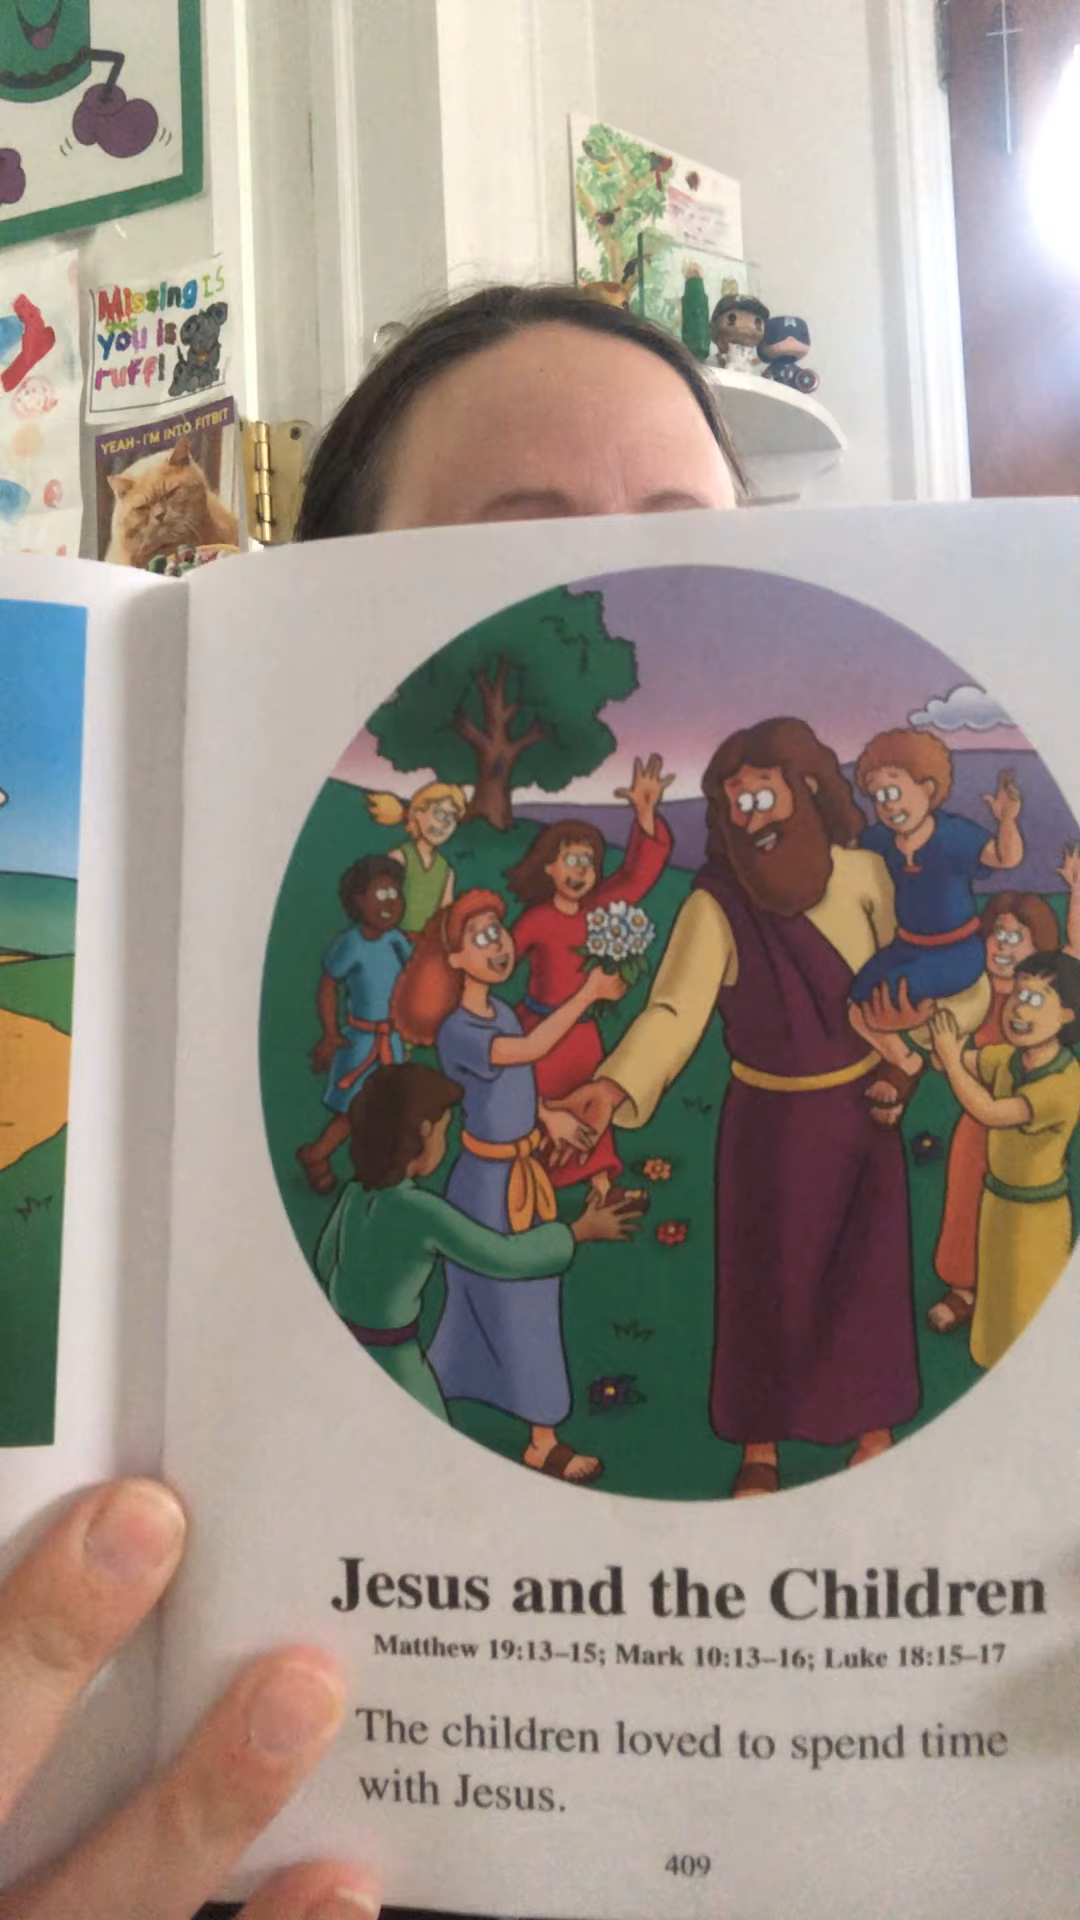 Missing IS
you is
ruff!
YEAH - I'M INTO FITBIT
Jesus and the Children
Matthew 19:13–15; Mark 10:13–16; Luke 18:15–17
The children loved to spend time
with Jesus.
409